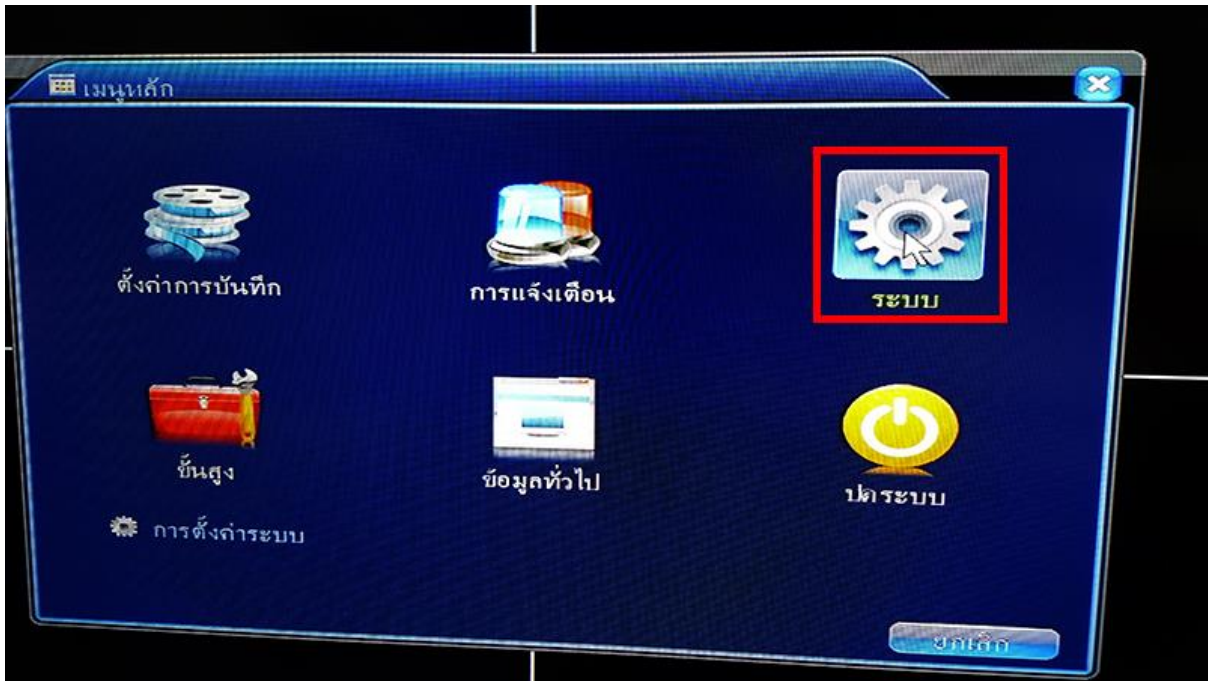 เมนูหลัก
ตั้งค่าการบันทึก
การแจ้งเตือน
ระบบ
ขั้นสูง
ข้อมูลทั่วไป
ปิดระบบ
การตั้งค่าระบบ
ยกเลิก